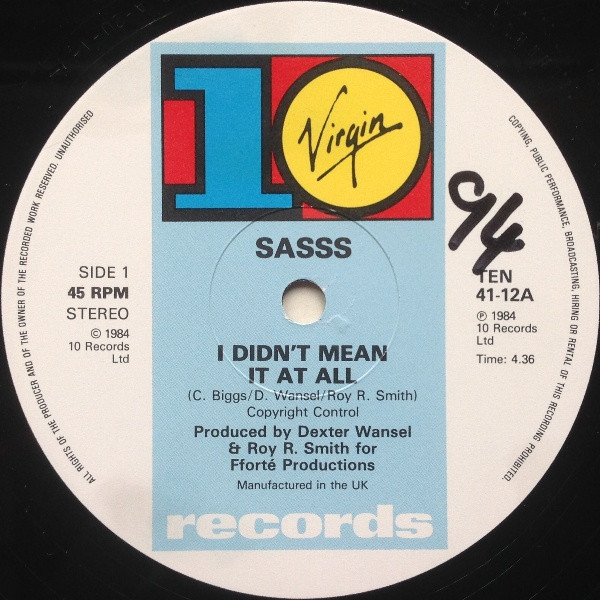 10
Virgin
94
SASSS
SIDE 1
45 RPM
STEREO
© 1984
10 Records
Ltd
TEN
41-12A
℗ 1984
10 Records
Ltd
Time: 4.36
I DIDN'T MEAN
IT AT ALL
(C. Biggs/D. Wansel/Roy R. Smith)
Copyright Control
Produced by Dexter Wansel
& Roy R. Smith for
Fforté Productions
Manufactured in the UK
records
ALL RIGHTS OF THE PRODUCER AND OF THE OWNER OF THE RECORDED WORK RESERVED. UNAUTHORISED
COPYING, PUBLIC PERFORMANCE, BROADCASTING, HIRING OR RENTAL OF THIS RECORDING PROHIBITED.